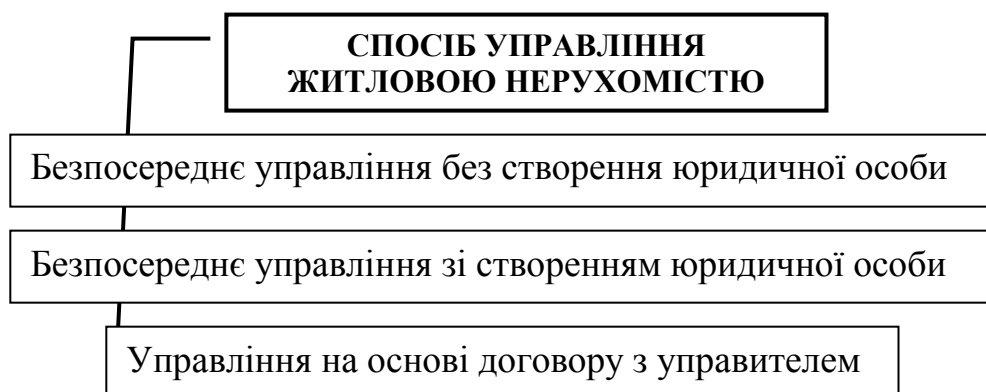 СПОСІБ УПРАВЛІННЯ
ЖИТЛОВОЮ НЕРУХОМІСТЮ
Безпосереднє управління без створення юридичної особи
Безпосереднє управління зі створенням юридичної особи
Управління на основі договору з управителем